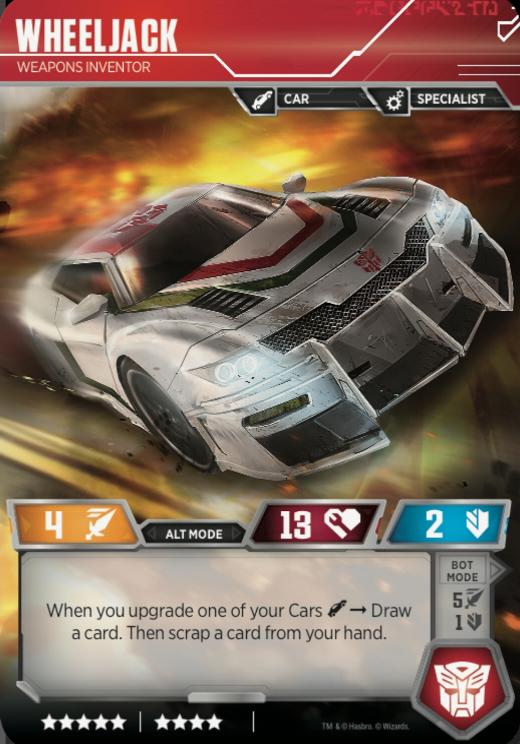 WHEELJACK
WEAPONS INVENTOR
CAR
SPECIALIST
4
ALT MODE
13
2
When you upgrade one of your Cars → Draw
a card. Then scrap a card from your hand.
BOT
MODE
5
1
TM & © Hasbro. © Wizards.